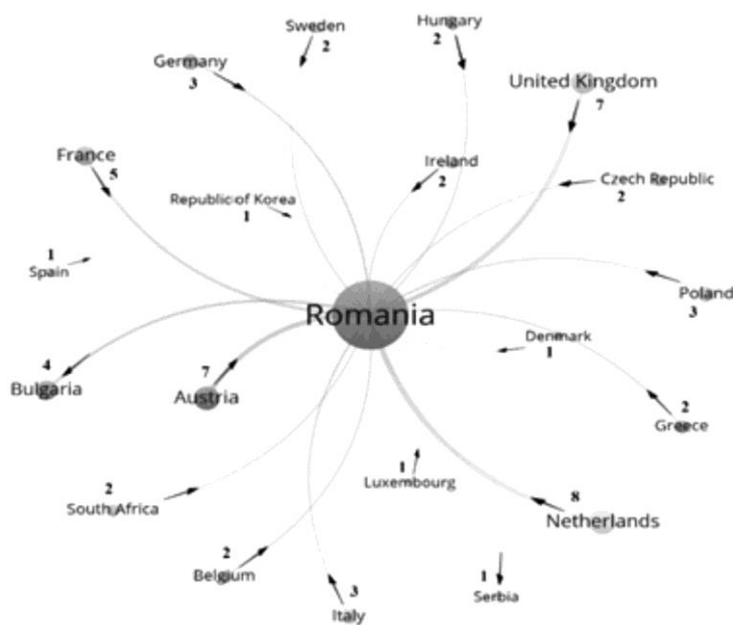 Sweden
2
Hungary
2
Germany
3
United Kingdom
7
France
5
Ireland
2
Czech Republic
2
Republic of Korea
1
1
Spain
Romania
Poland
3
Denmark
1
4
Bulgaria
7
Austria
2
Greece
1
Luxembourg
2
South Africa
8
Netherlands
2
Belgium
3
Italy
1
Serbia